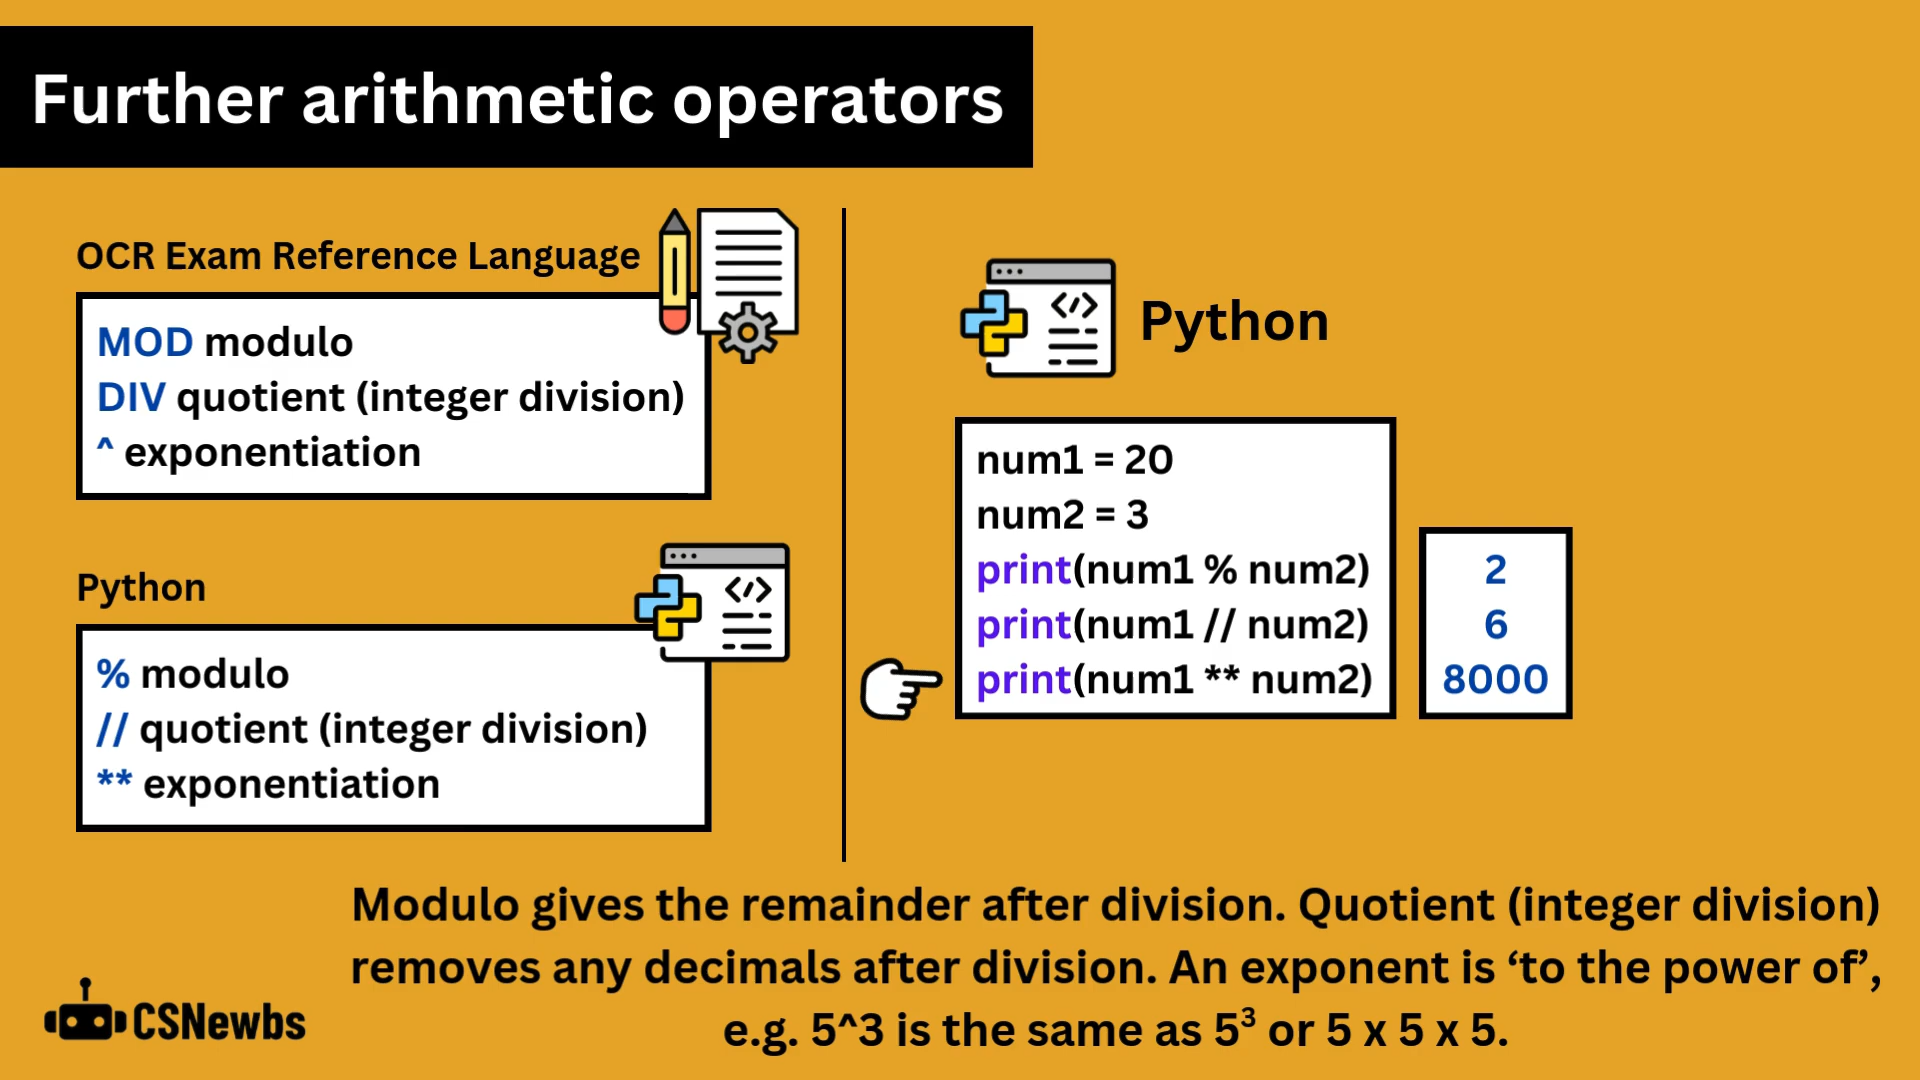 Further arithmetic operators
OCR Exam Reference Language
MOD modulo
DIV quotient (integer division)
^ exponentiation
Python
% modulo
// quotient (integer division)
** exponentiation
</>
Python
</>
num1 = 20
num2 = 3
print(num1 % num2)
print(num1 // num2)
print(num1 ** num2)
2
6
8000
Modulo gives the remainder after division. Quotient (integer division)
removes any decimals after division. An exponent is ‘to the power of’,
e.g. 5^3 is the same as 5³ or 5 x 5 x 5.
CSNewbs